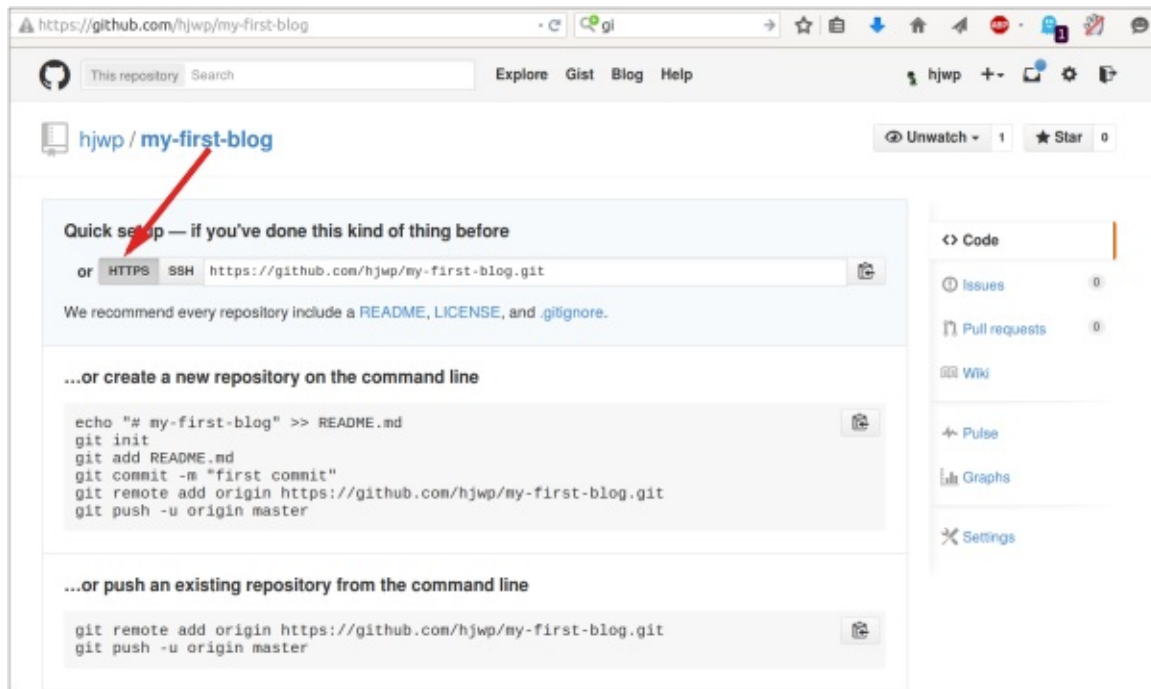 https://github.com/hjwp/my-first-blog gi
This repository Search Explore Gist Blog Help hjwp
hjwp / my-first-blog Unwatch 1 Star 0
Quick setup — if you've done this kind of thing before
or HTTPS SSH https://github.com/hjwp/my-first-blog.git
We recommend every repository include a README, LICENSE, and .gitignore.
...or create a new repository on the command line
echo "# my-first-blog" >> README.md
git init
git add README.md
git commit -m "first commit"
git remote add origin https://github.com/hjwp/my-first-blog.git
git push -u origin master
...or push an existing repository from the command line
git remote add origin https://github.com/hjwp/my-first-blog.git
git push -u origin master
<> Code
Issues 0
Pull requests 0
Wiki
Pulse
Graphs
Settings
ABP
1